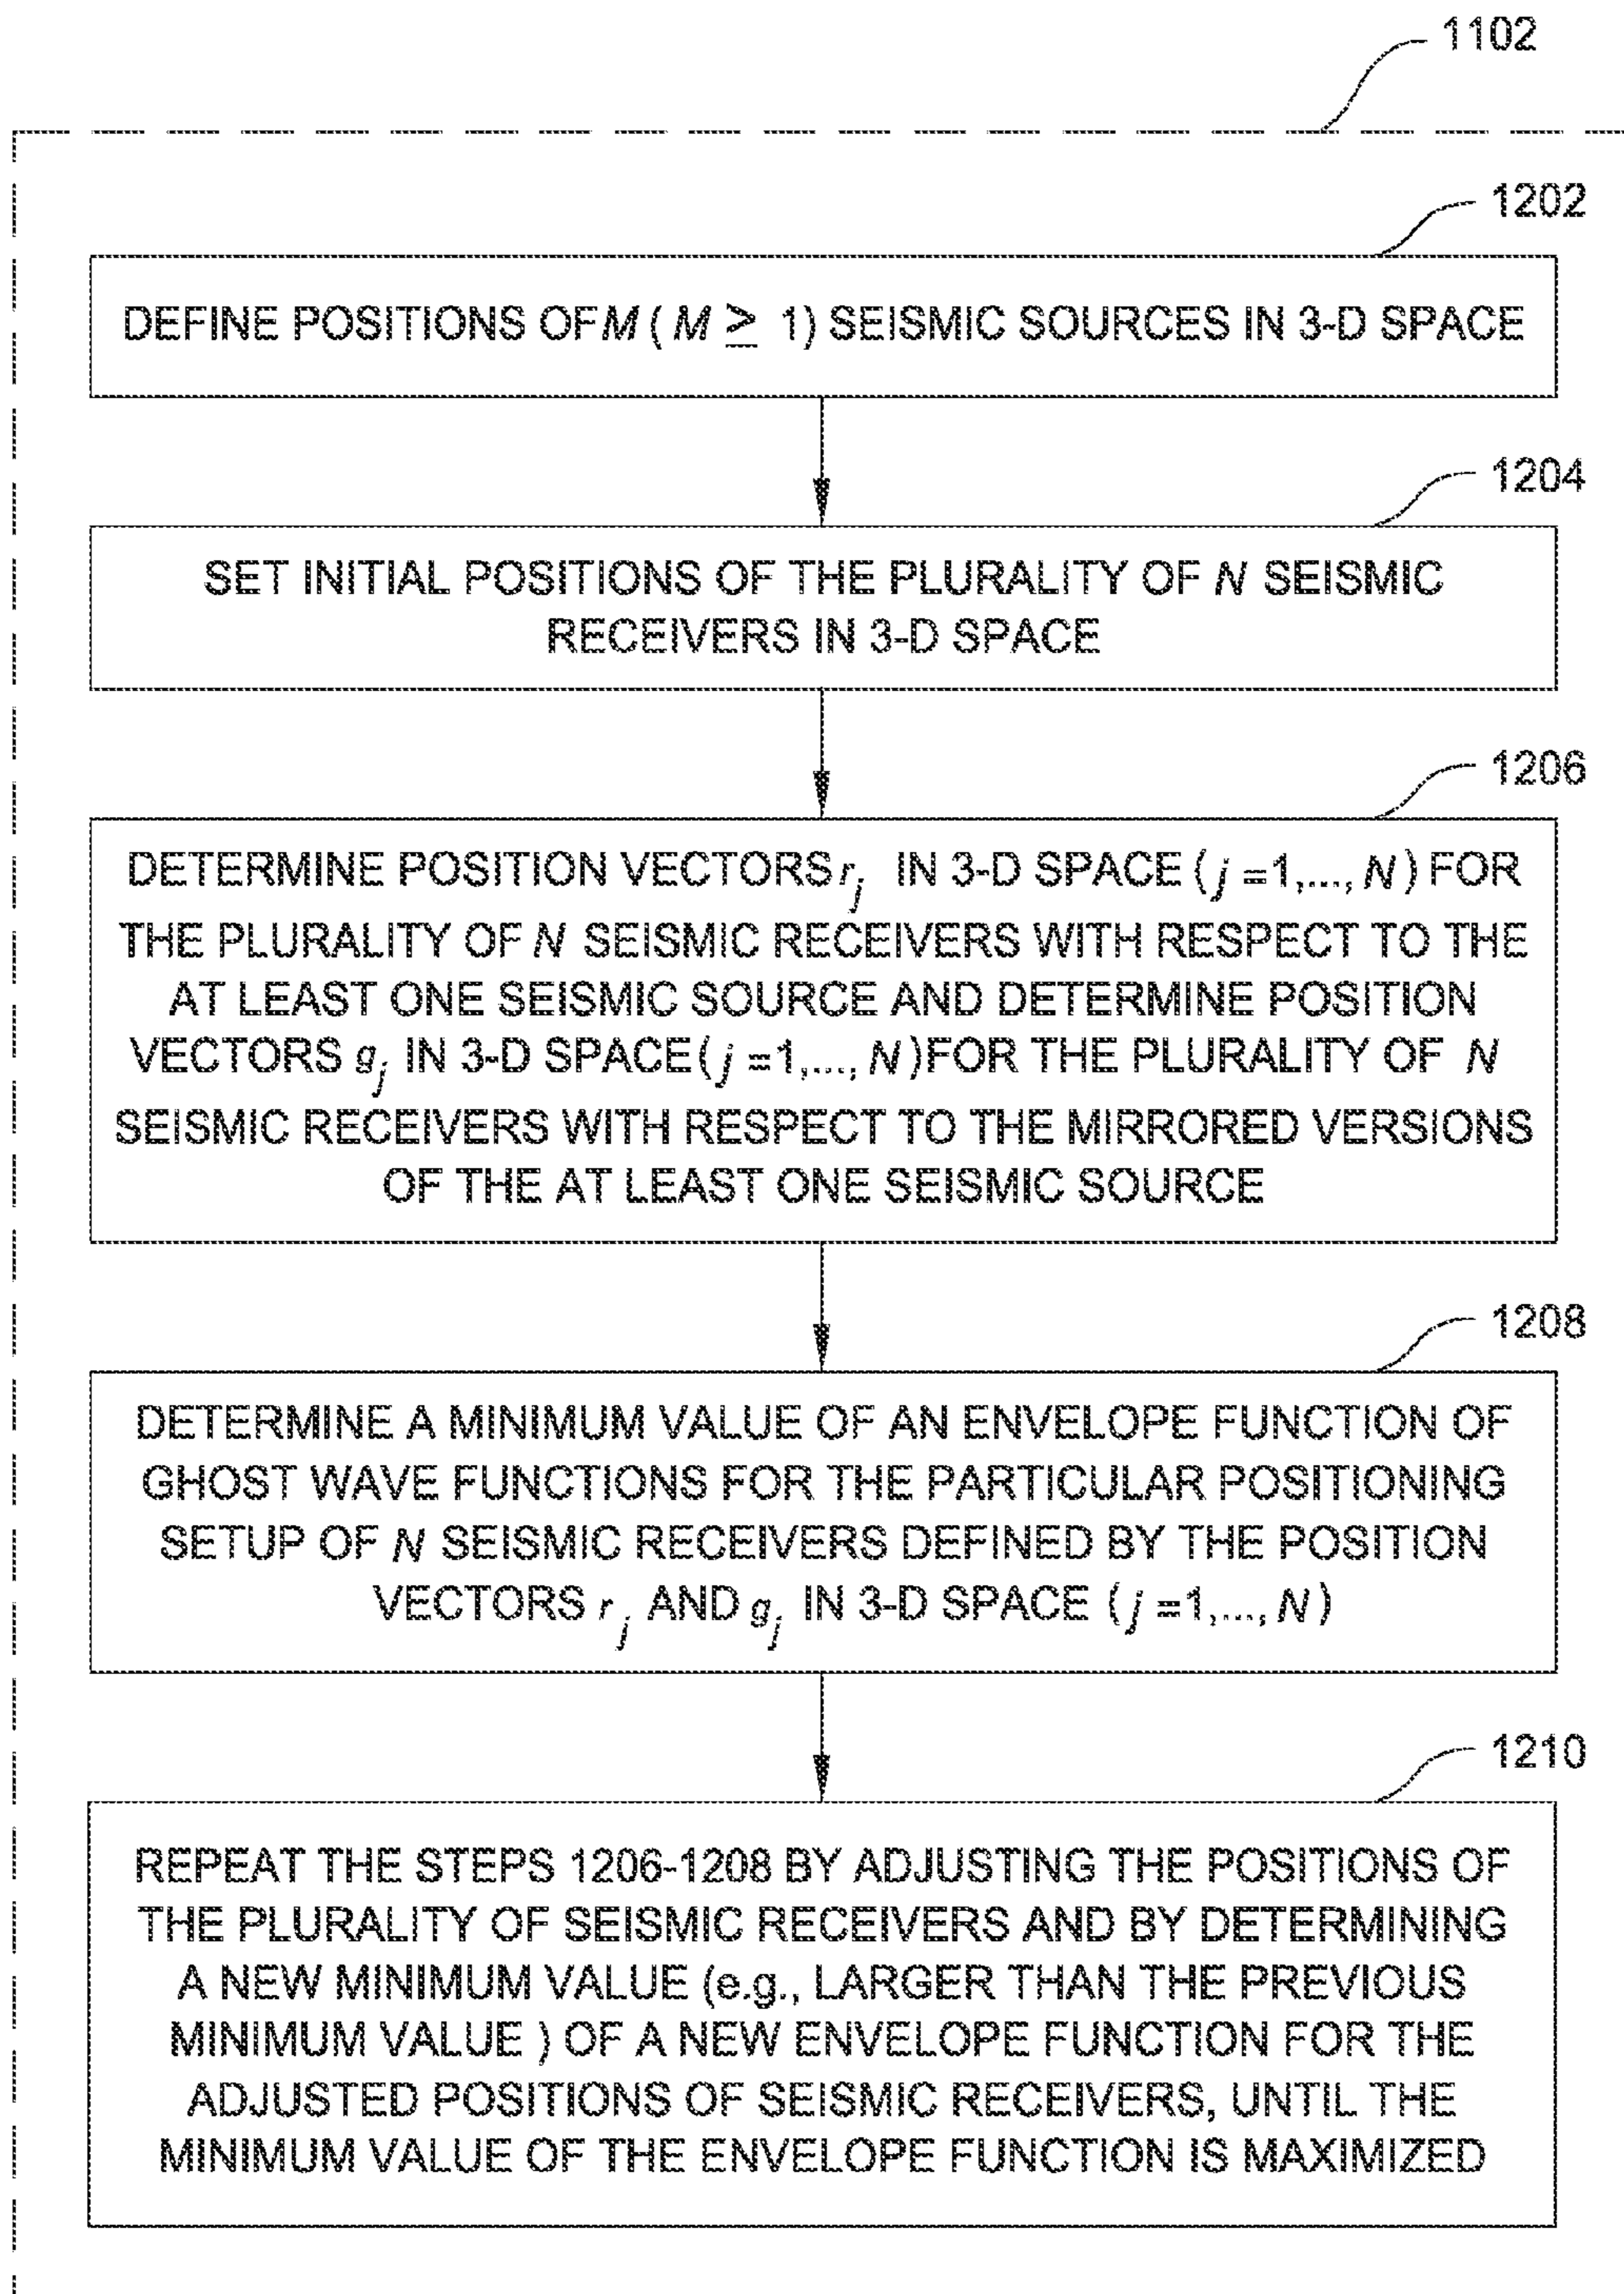 1102
1202
DEFINE POSITIONS OF M ( M ≥ 1) SEISMIC SOURCES IN 3-D SPACE
1204
SET INITIAL POSITIONS OF THE PLURALITY OF N SEISMIC
RECEIVERS IN 3-D SPACE
1206
DETERMINE POSITION VECTORS r_j IN 3-D SPACE ( j =1,..., N ) FOR
THE PLURALITY OF N SEISMIC RECEIVERS WITH RESPECT TO THE
AT LEAST ONE SEISMIC SOURCE AND DETERMINE POSITION
VECTORS g_j IN 3-D SPACE( j =1,..., N )FOR THE PLURALITY OF N
SEISMIC RECEIVERS WITH RESPECT TO THE MIRRORED VERSIONS
OF THE AT LEAST ONE SEISMIC SOURCE
1208
DETERMINE A MINIMUM VALUE OF AN ENVELOPE FUNCTION OF
GHOST WAVE FUNCTIONS FOR THE PARTICULAR POSITIONING
SETUP OF N SEISMIC RECEIVERS DEFINED BY THE POSITION
VECTORS r_j AND g_j IN 3-D SPACE ( j =1,..., N )
1210
REPEAT THE STEPS 1206-1208 BY ADJUSTING THE POSITIONS OF
THE PLURALITY OF SEISMIC RECEIVERS AND BY DETERMINING
A NEW MINIMUM VALUE (e.g., LARGER THAN THE PREVIOUS
MINIMUM VALUE ) OF A NEW ENVELOPE FUNCTION FOR THE
ADJUSTED POSITIONS OF SEISMIC RECEIVERS, UNTIL THE
MINIMUM VALUE OF THE ENVELOPE FUNCTION IS MAXIMIZED